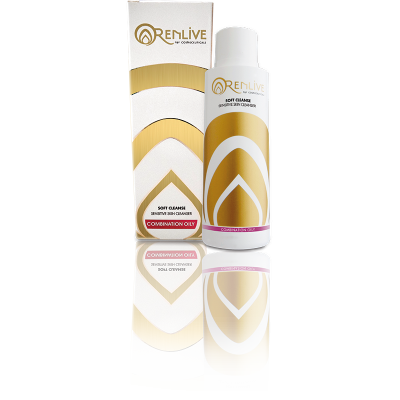 RENLIVE
SOFT CLEANSE
SENSITIVE SKIN CLEANSER
COMBINATION OILY
RENLIVE
SOFT CLEANSE
SENSITIVE SKIN CLEANSER
COMBINATION OILY